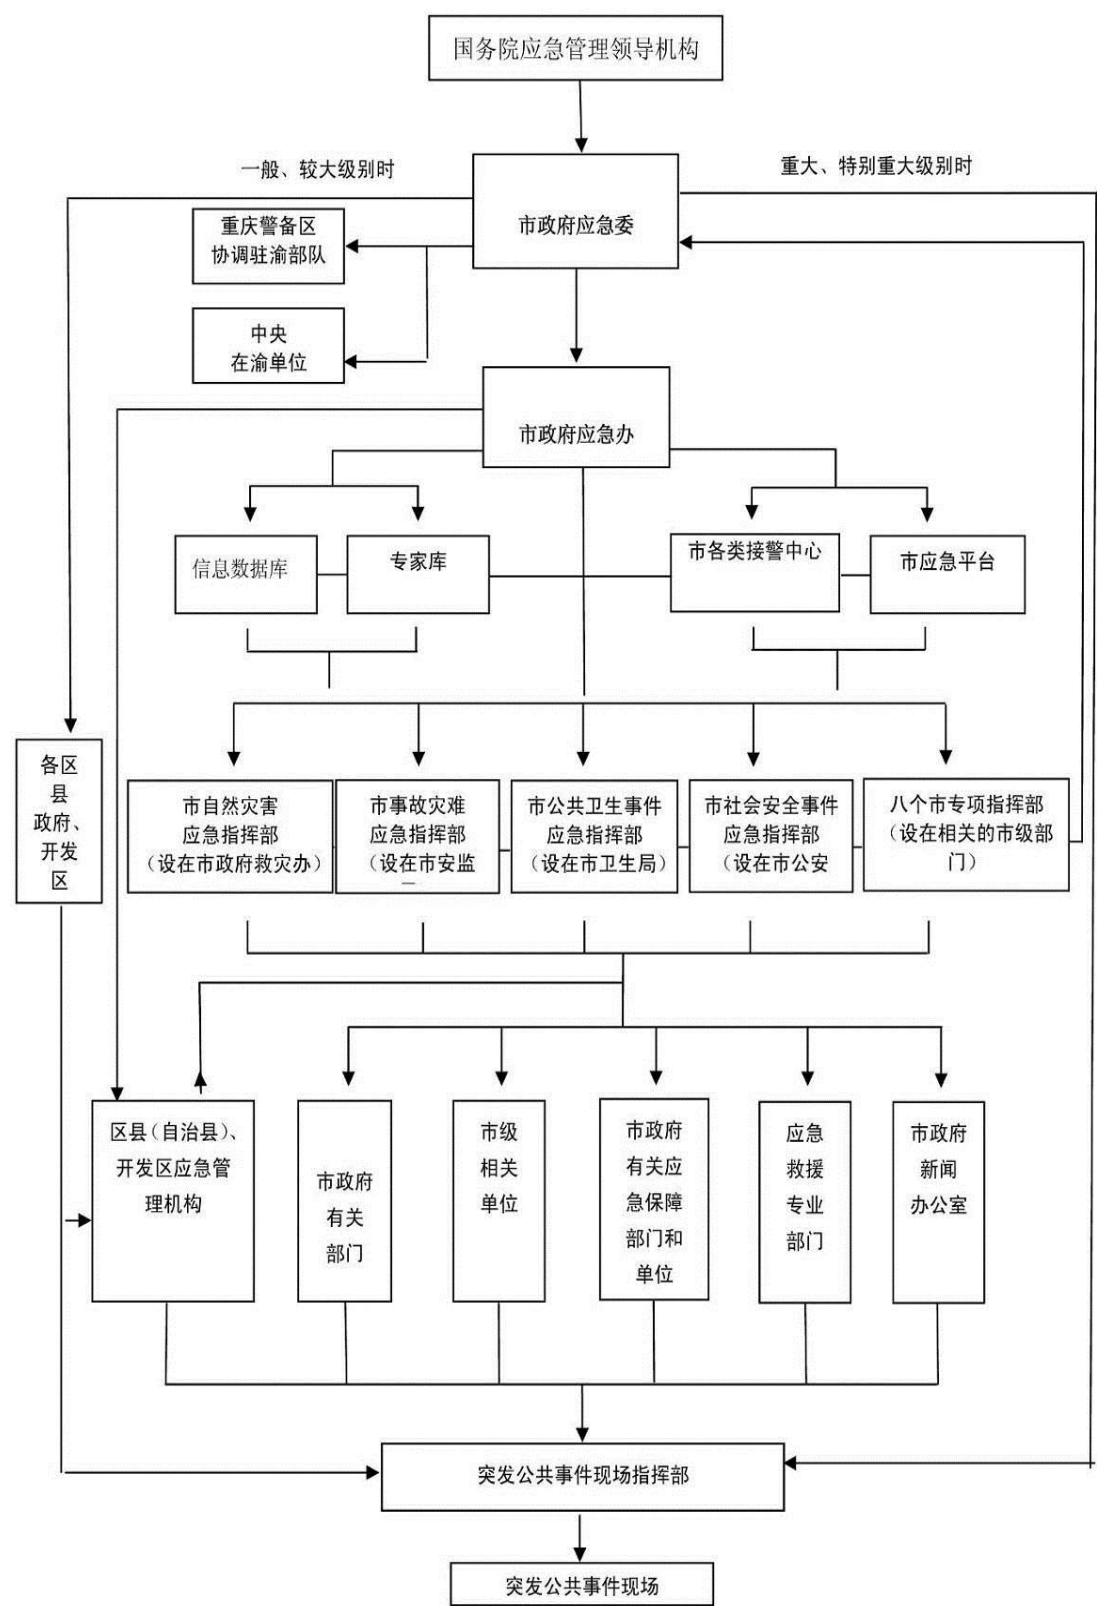 国务院应急管理领导机构
一般、较大级别时
重大、特别重大级别时
市政府应急委
重庆警备区
协调驻渝部队
中央
在渝单位
市政府应急办
信息数据库
专家库
市各类接警中心
市应急平台
各区
县
政府、
开发
区
市自然灾害
应急指挥部
（设在市政府救灾办）
市事故灾难
应急指挥部
（设在市安监
市公共卫生事件
应急指挥部
（设在市卫生局）
市社会安全事件
应急指挥部
（设在市公安
八个市专项指挥部
（设在相关的市级部
门）
区县（自治县）、
开发区应急管
理机构
市政府
有关
部门
市级
相关
单位
市政府
有关应
急保障
部门和
单位
应急
救援
专业
部门
市政府
新闻
办公室
突发公共事件现场指挥部
突发公共事件现场